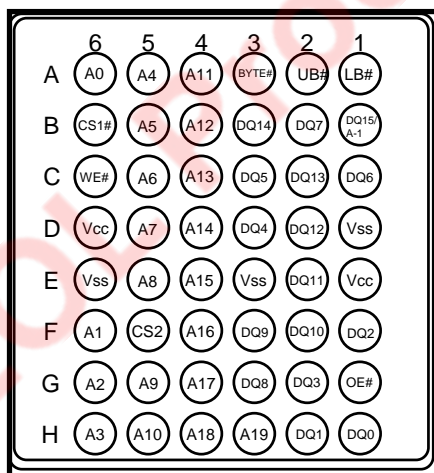 6 5 4 3 2 1
A A0 A4 A11 BYTE# UB# LB#
B CS1# A5 A12 DQ14 DQ7 DQ15/A-1
C WE# A6 A13 DQ5 DQ13 DQ6
D Vcc A7 A14 DQ4 DQ12 Vss
E Vss A8 A15 Vss DQ11 Vcc
F A1 CS2 A16 DQ9 DQ10 DQ2
G A2 A9 A17 DQ8 DQ3 OE#
H A3 A10 A18 A19 DQ1 DQ0